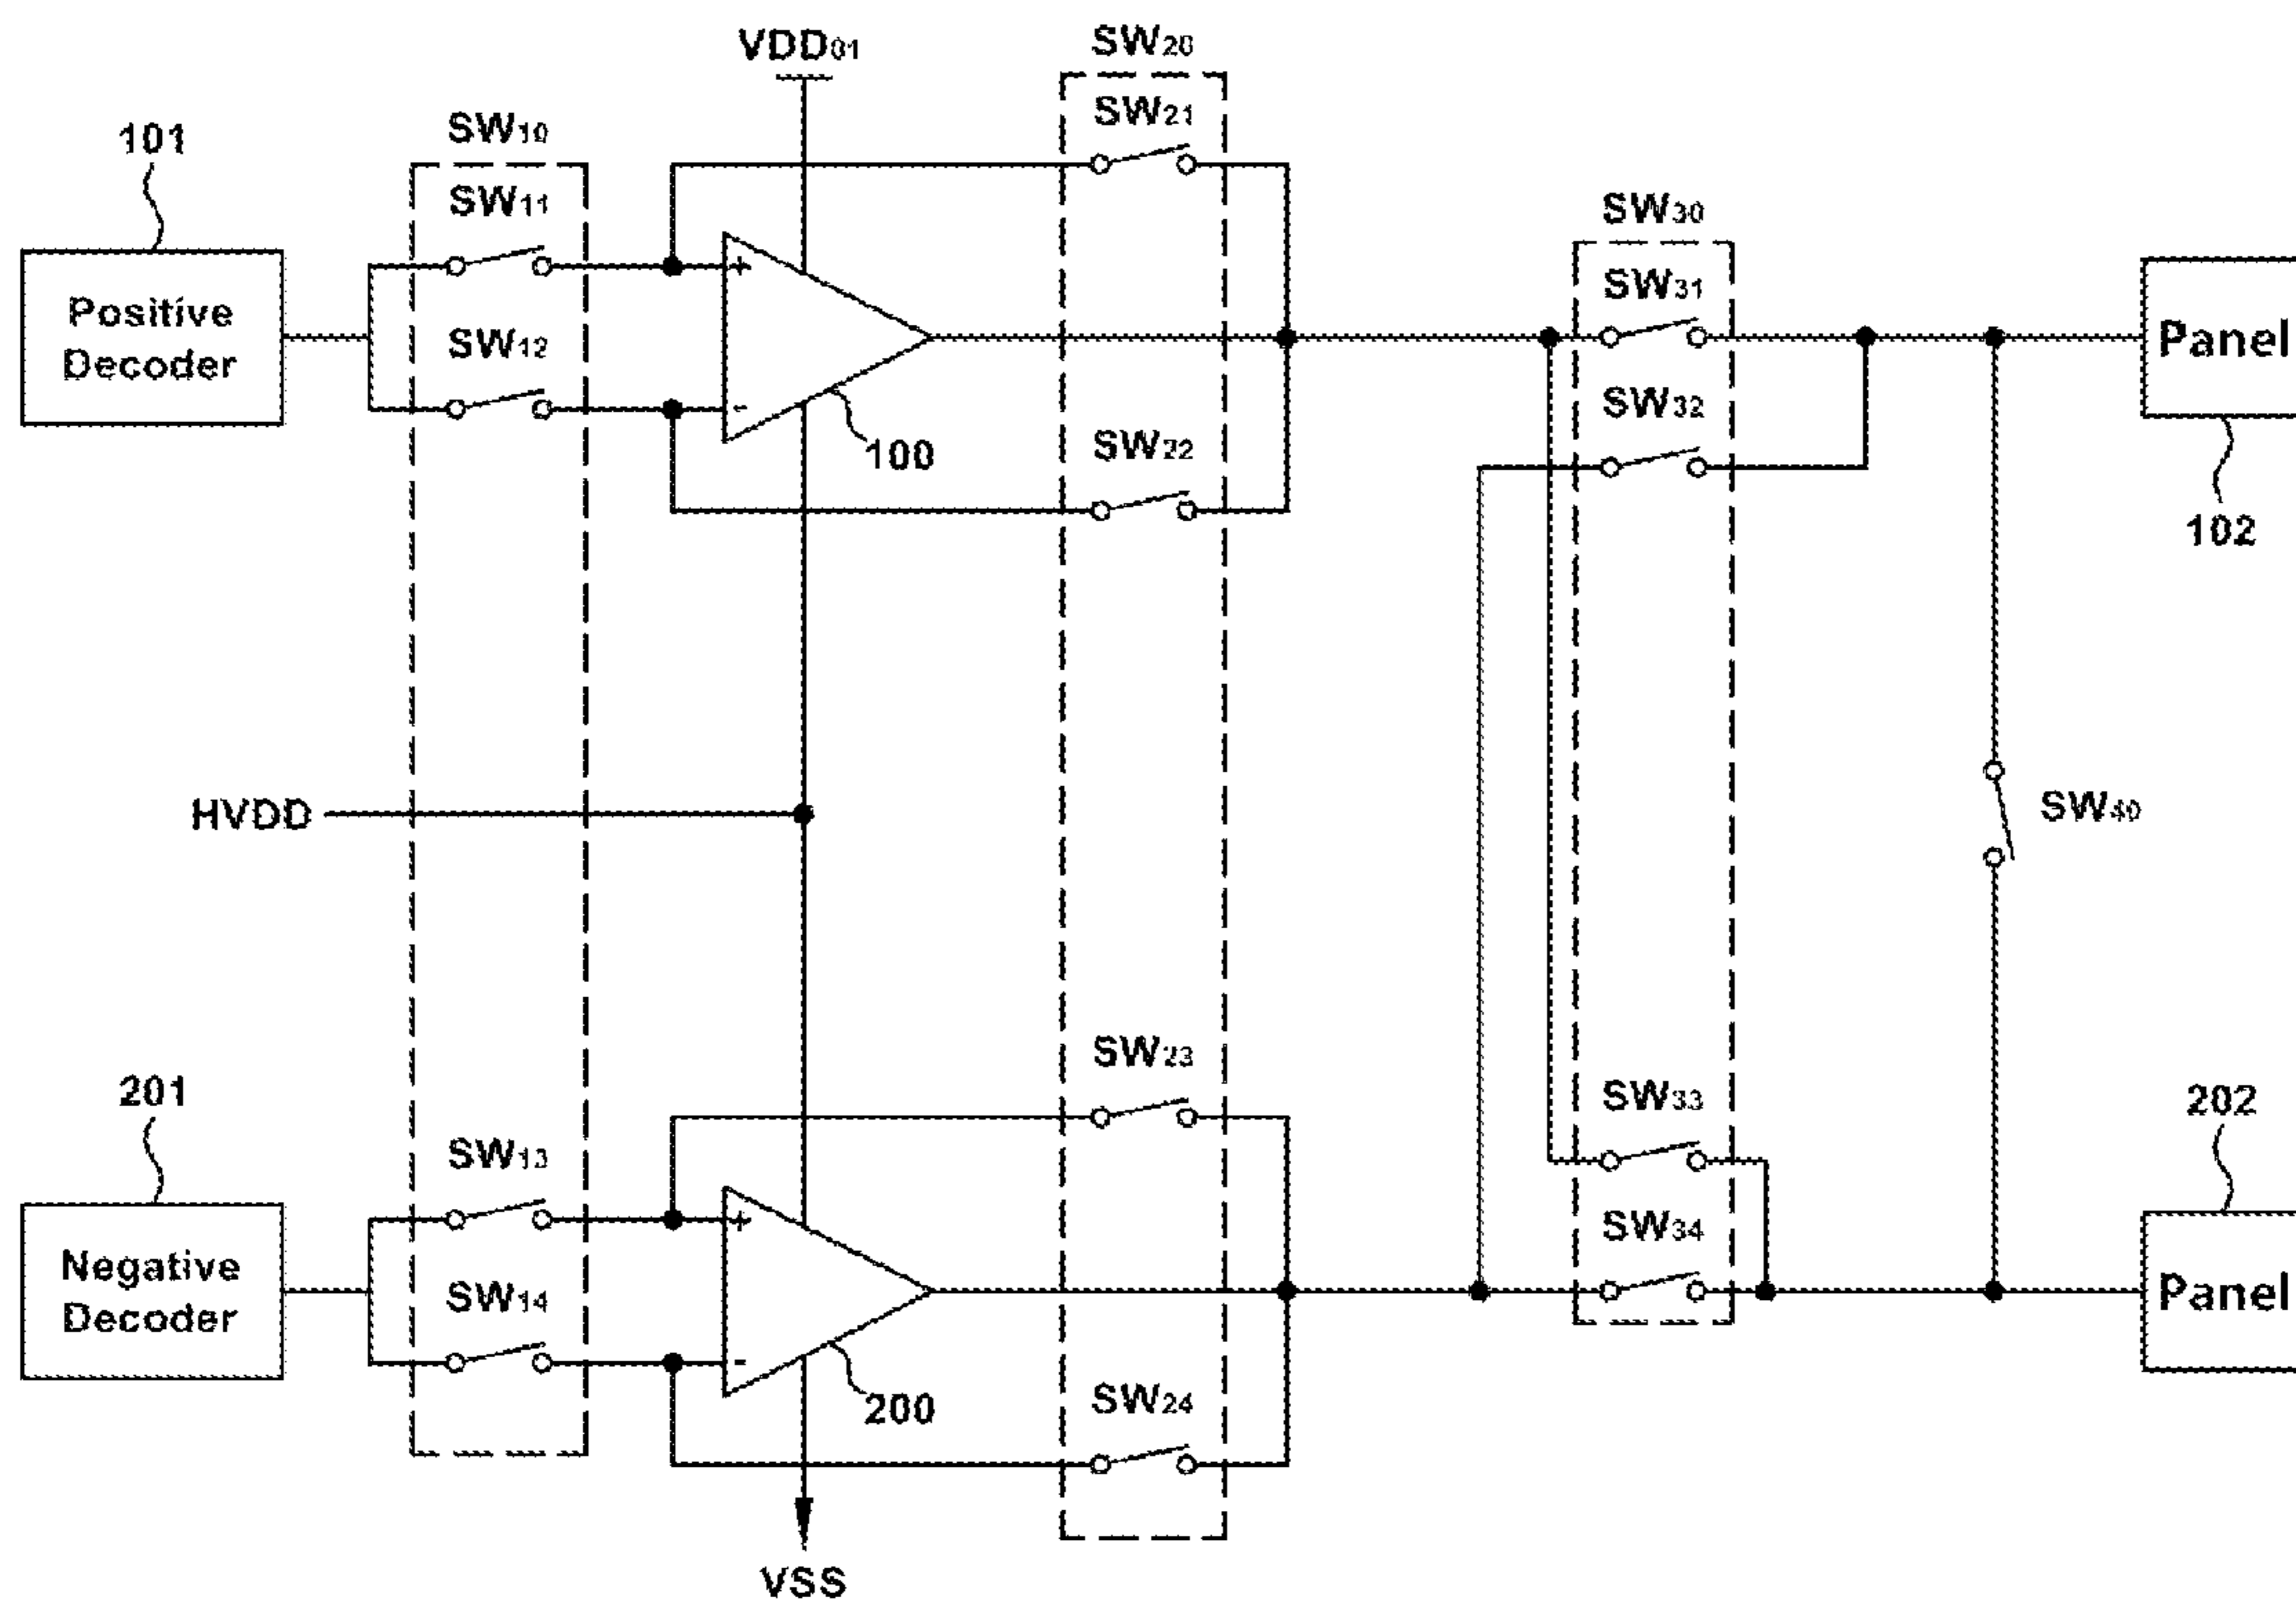 VDD01
SW20
SW21
101
SW10
SW11
SW30
SW31
Positive
Decoder
SW12
+
-
100
SW22
SW32
Panel
102
HVDD
SW40
SW23
201
SW13
SW33
202
Negative
Decoder
SW14
+
-
200
SW24
SW34
Panel
VSS